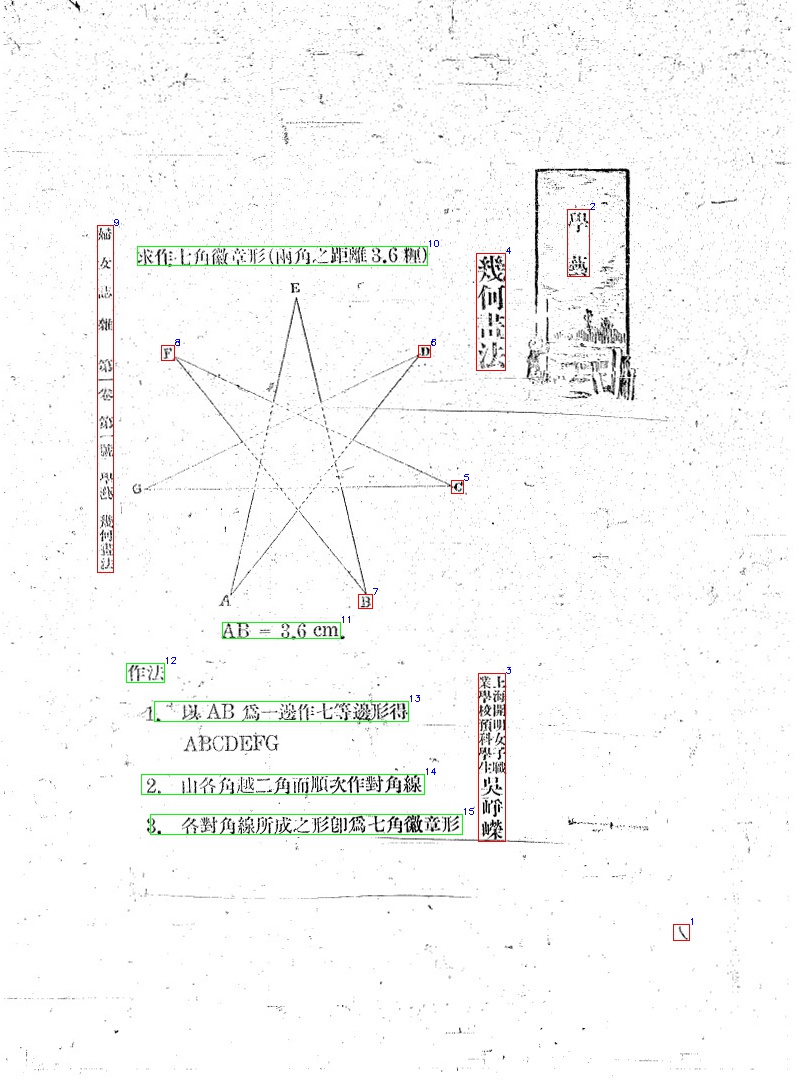 學藝
幾何畫法
上海開明女子職業學校預科學生 吳崢嶸
求作七角徽章形(兩角之距離3.6糎)
E
F
D
G
C
A
B
AB = 3.6 cm.
作法
1. 以 AB 爲一邊作七等邊形得
ABCDEFG
2. 由各角越二角而順次作對角線
3. 各對角線所成之形卽爲七角徽章形
婦女雜誌 第一卷 第一號 學藝 幾何畫法